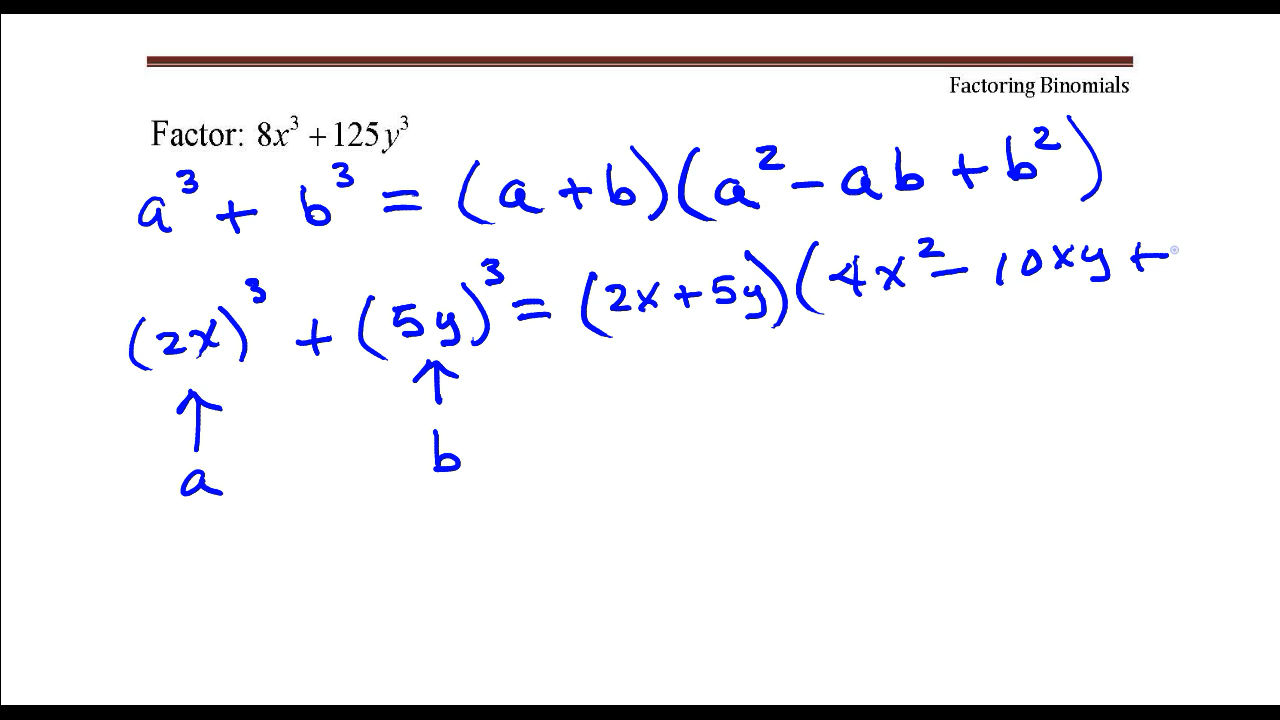 Factoring Binomials
Factor: 8x³ + 125y³
a³ + b³ = (a + b)(a² - ab + b²)
(2x)³ + (5y)³ = (2x + 5y)(4x² - 10xy +
a b